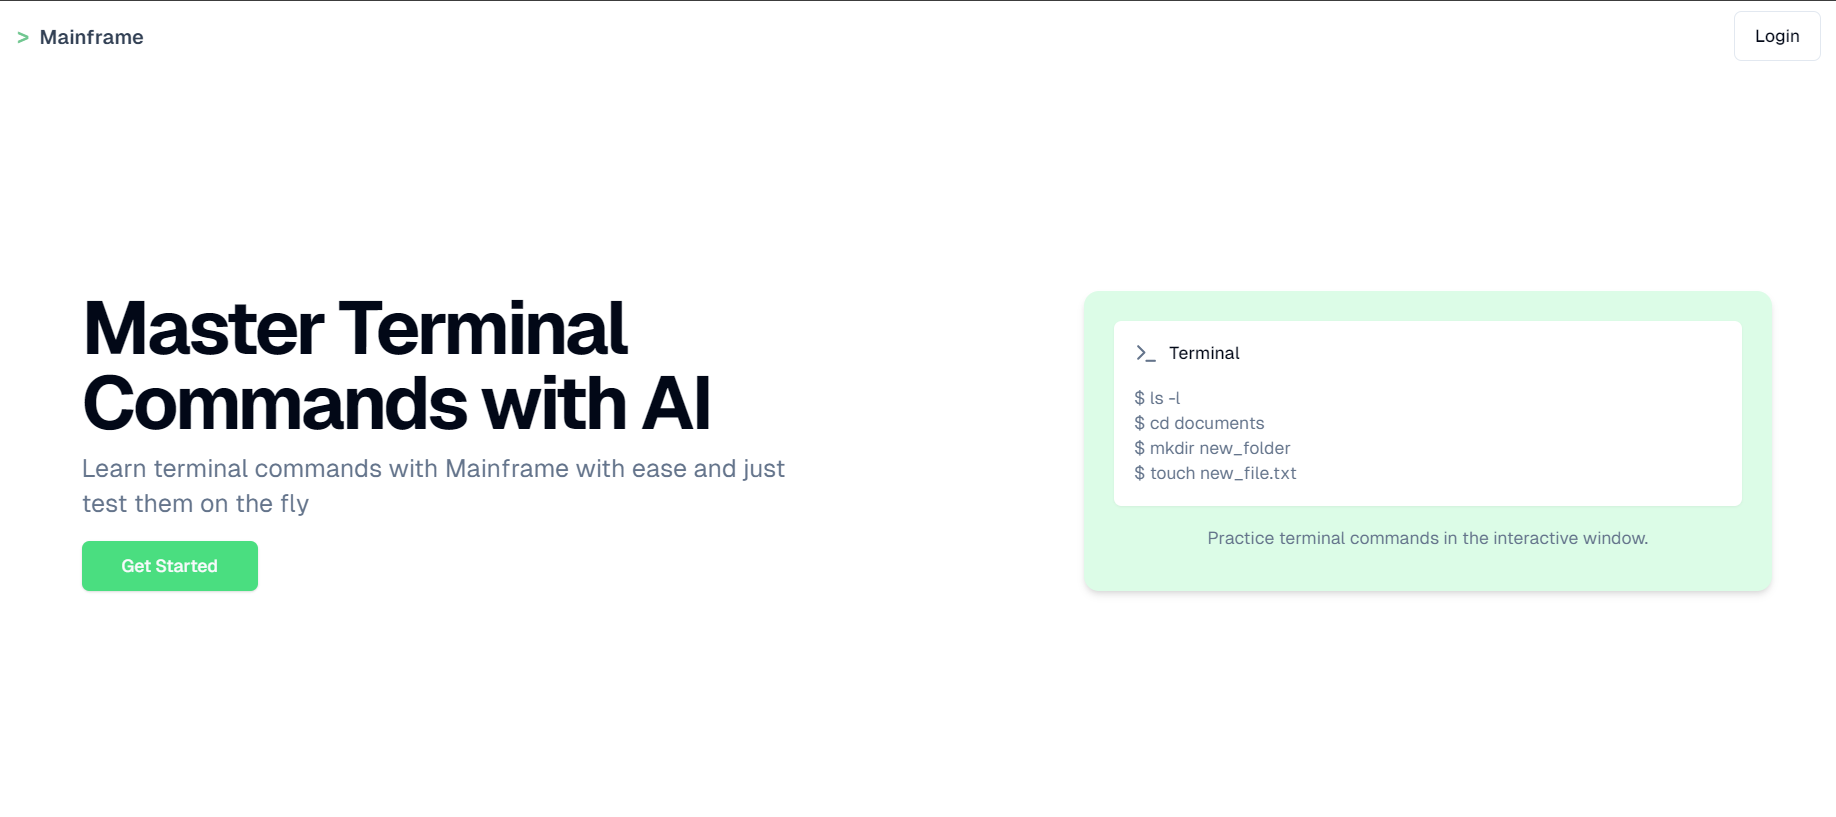 > Mainframe
Login
Master Terminal
Commands with AI
Learn terminal commands with Mainframe with ease and just
test them on the fly
Get Started
>_ Terminal
$ ls -l
$ cd documents
$ mkdir new_folder
$ touch new_file.txt
Practice terminal commands in the interactive window.